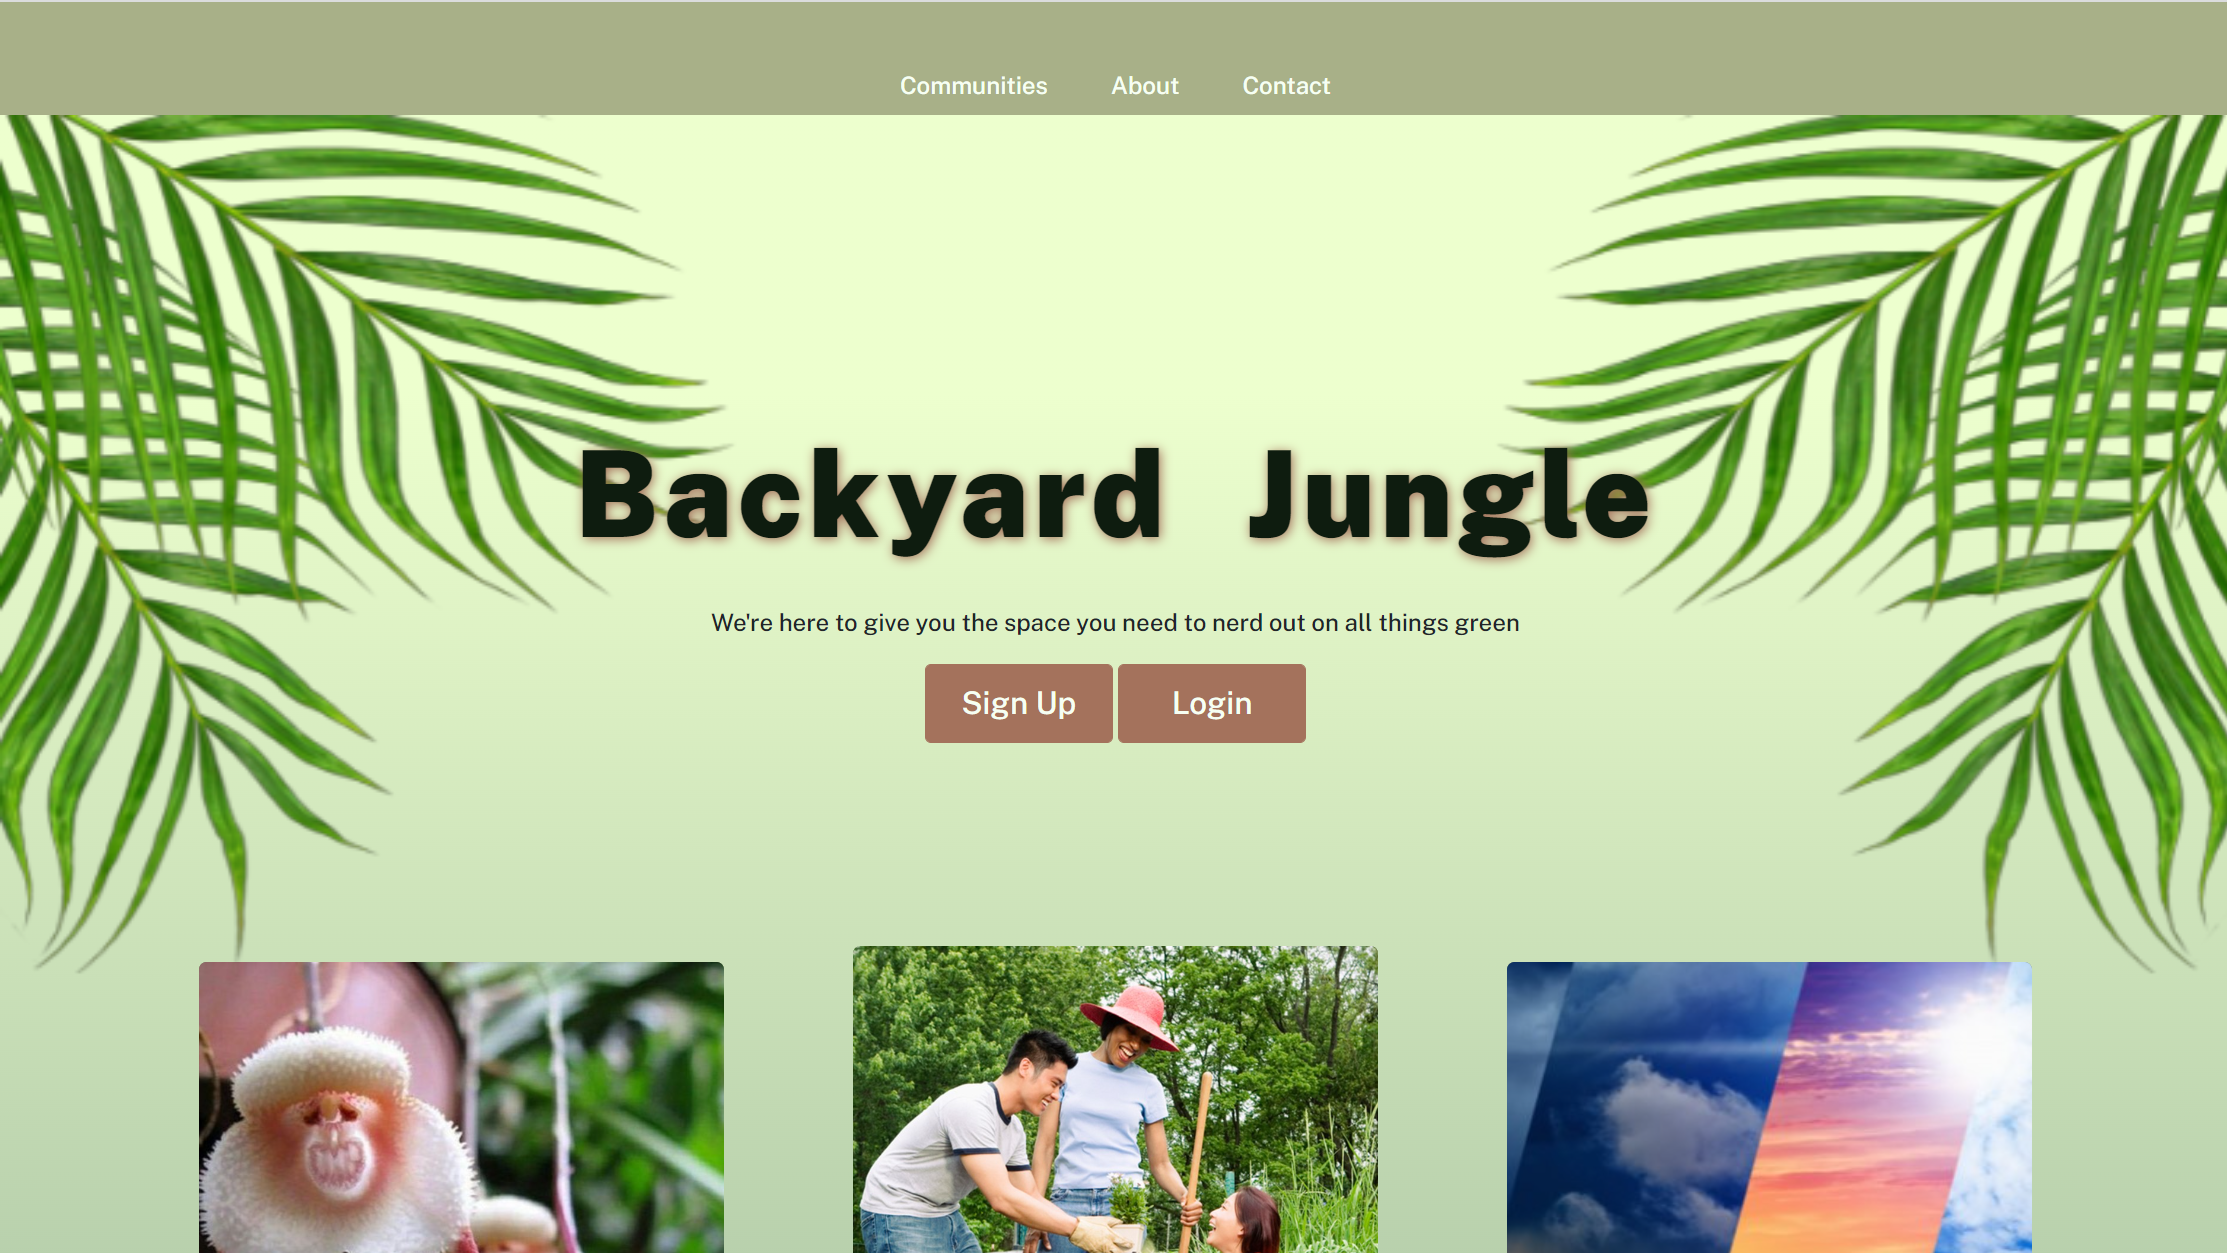 Communities About Contact
Backyard Jungle
We're here to give you the space you need to nerd out on all things green
Sign Up Login